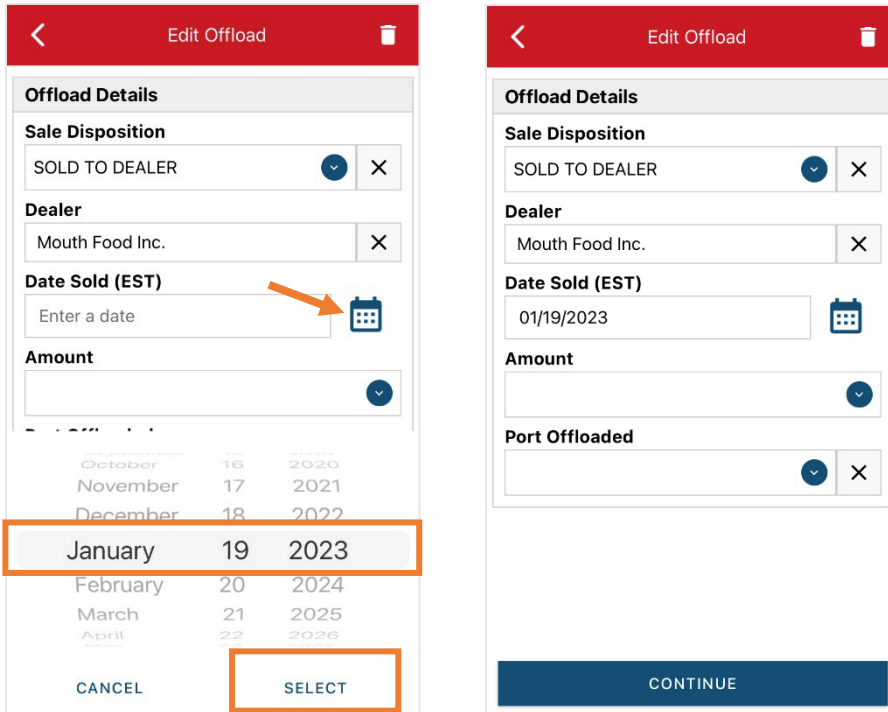 Edit Offload
Offload Details
Sale Disposition
SOLD TO DEALER
Dealer
Mouth Food Inc.
Date Sold (EST)
Enter a date
Amount
October 16 2020
November 17 2021
December 18 2022
January 19 2023
February 20 2024
March 21 2025
April 22 2026
CANCEL SELECT
Edit Offload
Offload Details
Sale Disposition
SOLD TO DEALER
Dealer
Mouth Food Inc.
Date Sold (EST)
01/19/2023
Amount
Port Offloaded
CONTINUE